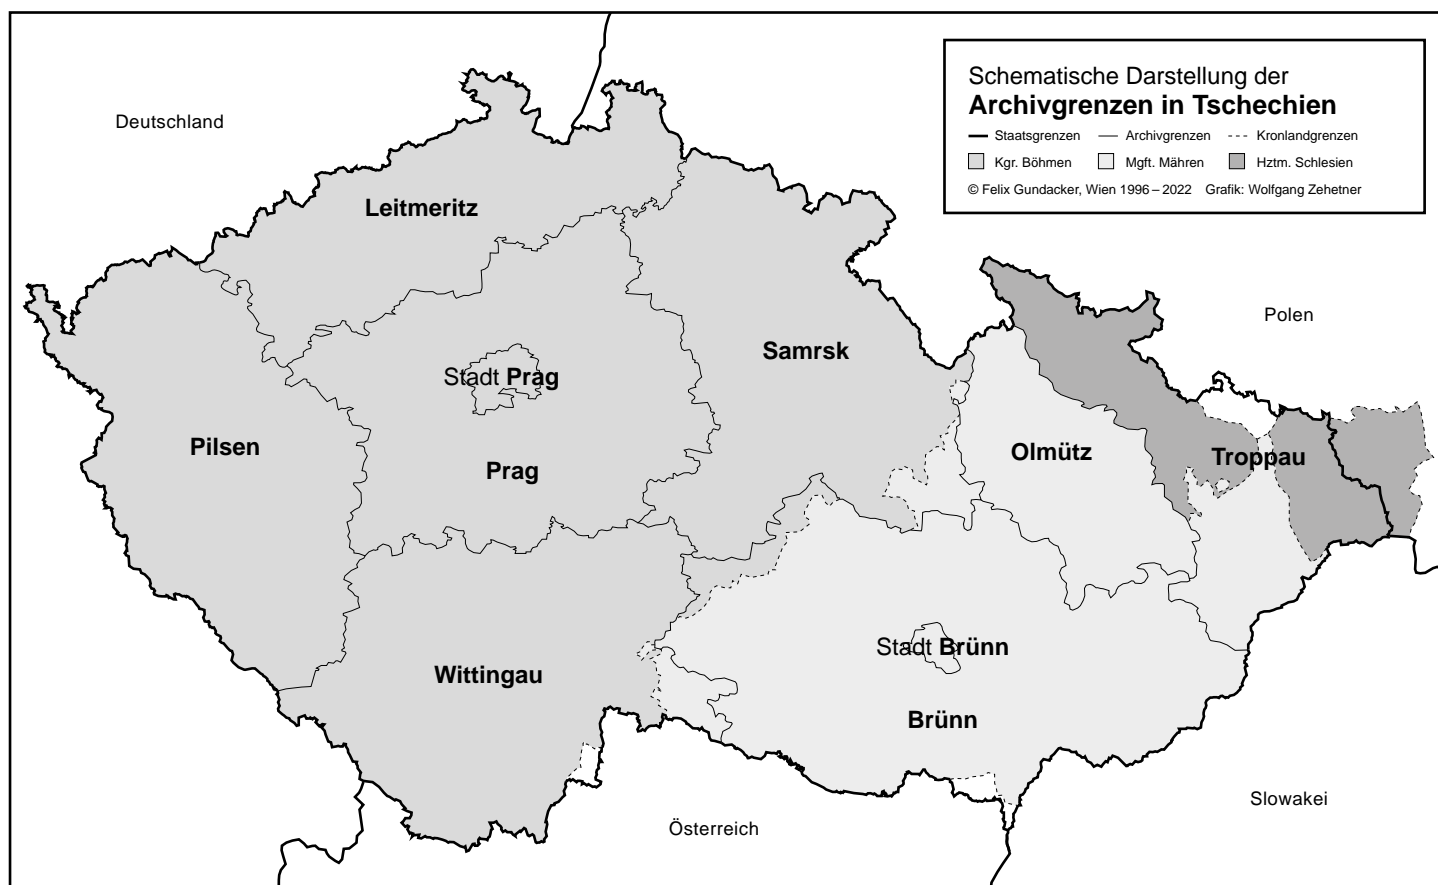 Schematische Darstellung der
Archivgrenzen in Tschechien
Staatsgrenzen Archivgrenzen Kronlandgrenzen
Kgr. Böhmen Mgft. Mähren Hztm. Schlesien
© Felix Gundacker, Wien 1996 – 2022 Grafik: Wolfgang Zehetner
Deutschland
Leitmeritz
Polen
Samrsk
Stadt Prag
Pilsen
Olmütz
Troppau
Prag
Stadt Brünn
Wittingau
Brünn
Slowakei
Österreich